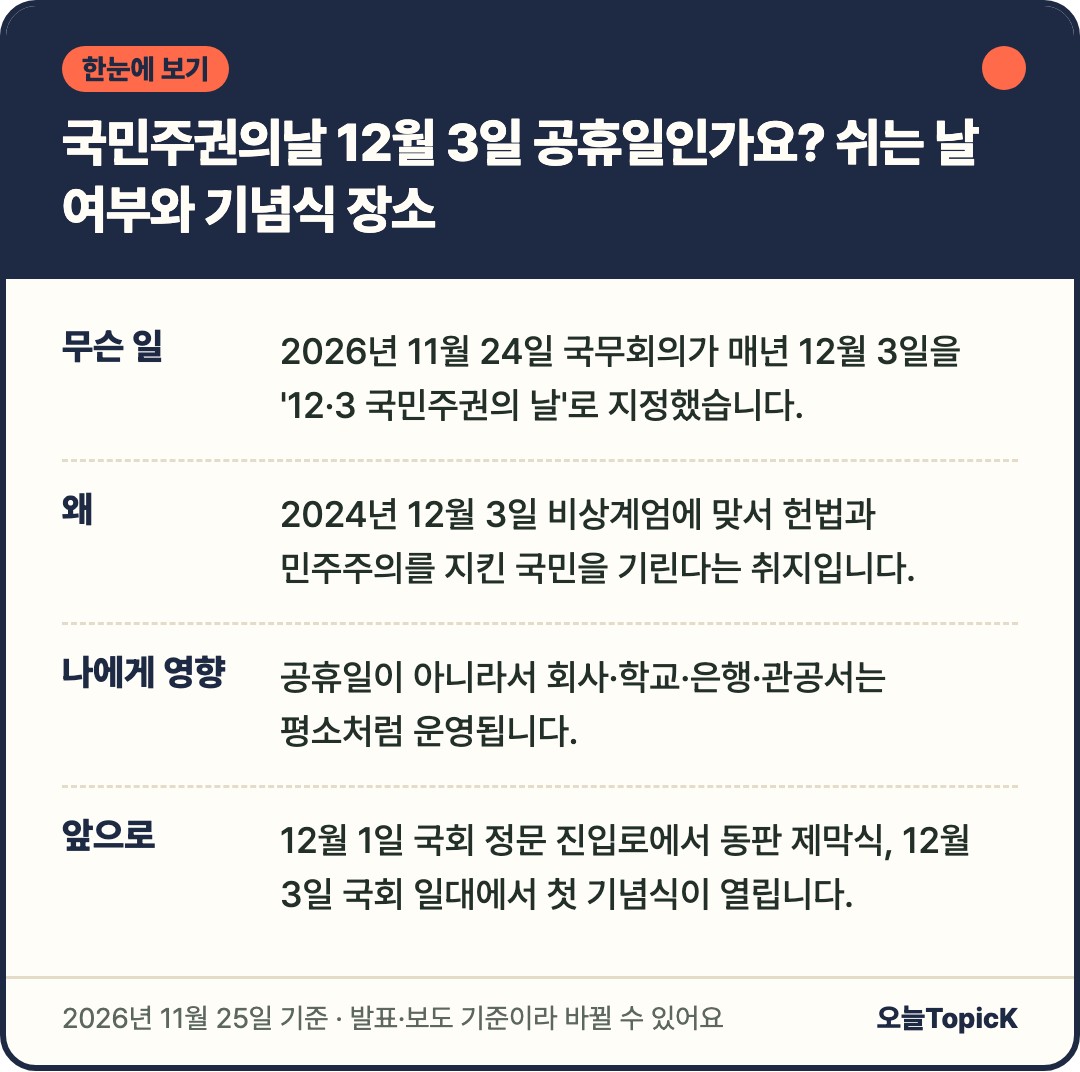 한눈에 보기
국민주권의날 12월 3일 공휴일인가요? 쉬는 날
여부와 기념식 장소
무슨 일
2026년 11월 24일 국무회의가 매년 12월 3일을
'12·3 국민주권의 날'로 지정했습니다.
왜
2024년 12월 3일 비상계엄에 맞서 헌법과
민주주의를 지킨 국민을 기린다는 취지입니다.
나에게 영향
공휴일이 아니라서 회사·학교·은행·관공서는
평소처럼 운영됩니다.
앞으로
12월 1일 국회 정문 진입로에서 동판 제막식, 12월
3일 국회 일대에서 첫 기념식이 열립니다.
2026년 11월 25일 기준 · 발표·보도 기준이라 바뀔 수 있어요
오늘TopicK